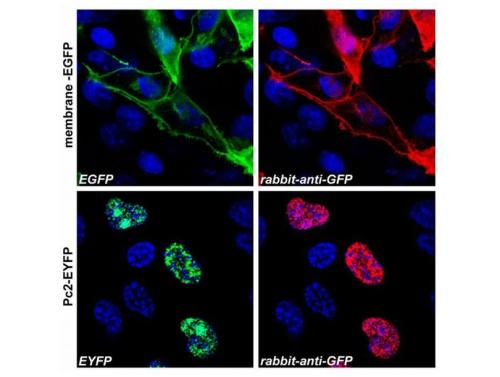 membrane -EGFP
EGFP
rabbit-anti-GFP
Pc2-EYFP
EYFP
rabbit-anti-GFP